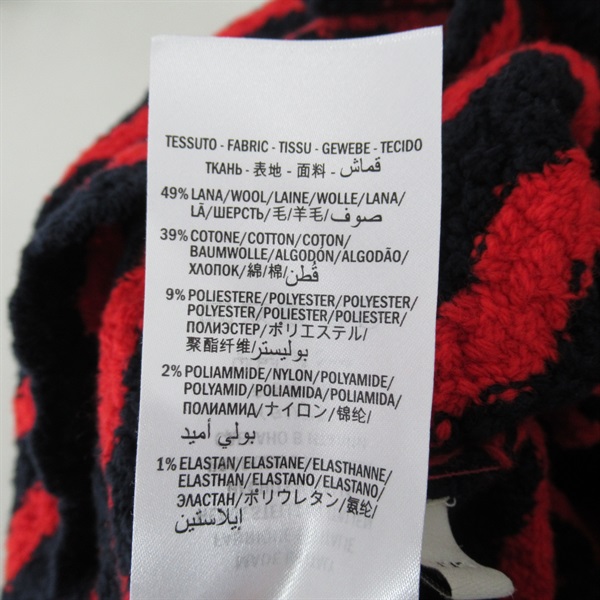 TESSUTO - FABRIC - TISSU - GEWEBE - TECIDO
ТКАНЬ - 表地 - 面料 - قماش
49% LANA/WOOL/LAINE/WOLLE/LANA/
LÃ/ШЕРСТЬ/毛/羊毛/صوف
39% COTONE/COTTON/COTON/
BAUMWOLLE/ALGODÓN/ALGODÃO/
ХЛОПОК/綿/棉/قُطن
9% POLIESTERE/POLYESTER/POLYESTER/
POLYESTER/POLIÉSTER/POLIESTER/
ПОЛИЭСТЕР/ポリエステル/
聚酯纤维/بوليستر
2% POLIAMMiDE/NYLON/POLYAMIDE/
POLYAMID/POLIAMIDA/POLIAMIDA/
ПОЛИАМИД/ナイロン/锦纶/
بولي أميد
1% ELASTAN/ELASTANE/ELASTHANNE/
ELASTHAN/ELASTANO/ELASTANO/
ЭЛАСТАН/ポリウレタン/氨纶/
إيلاستين